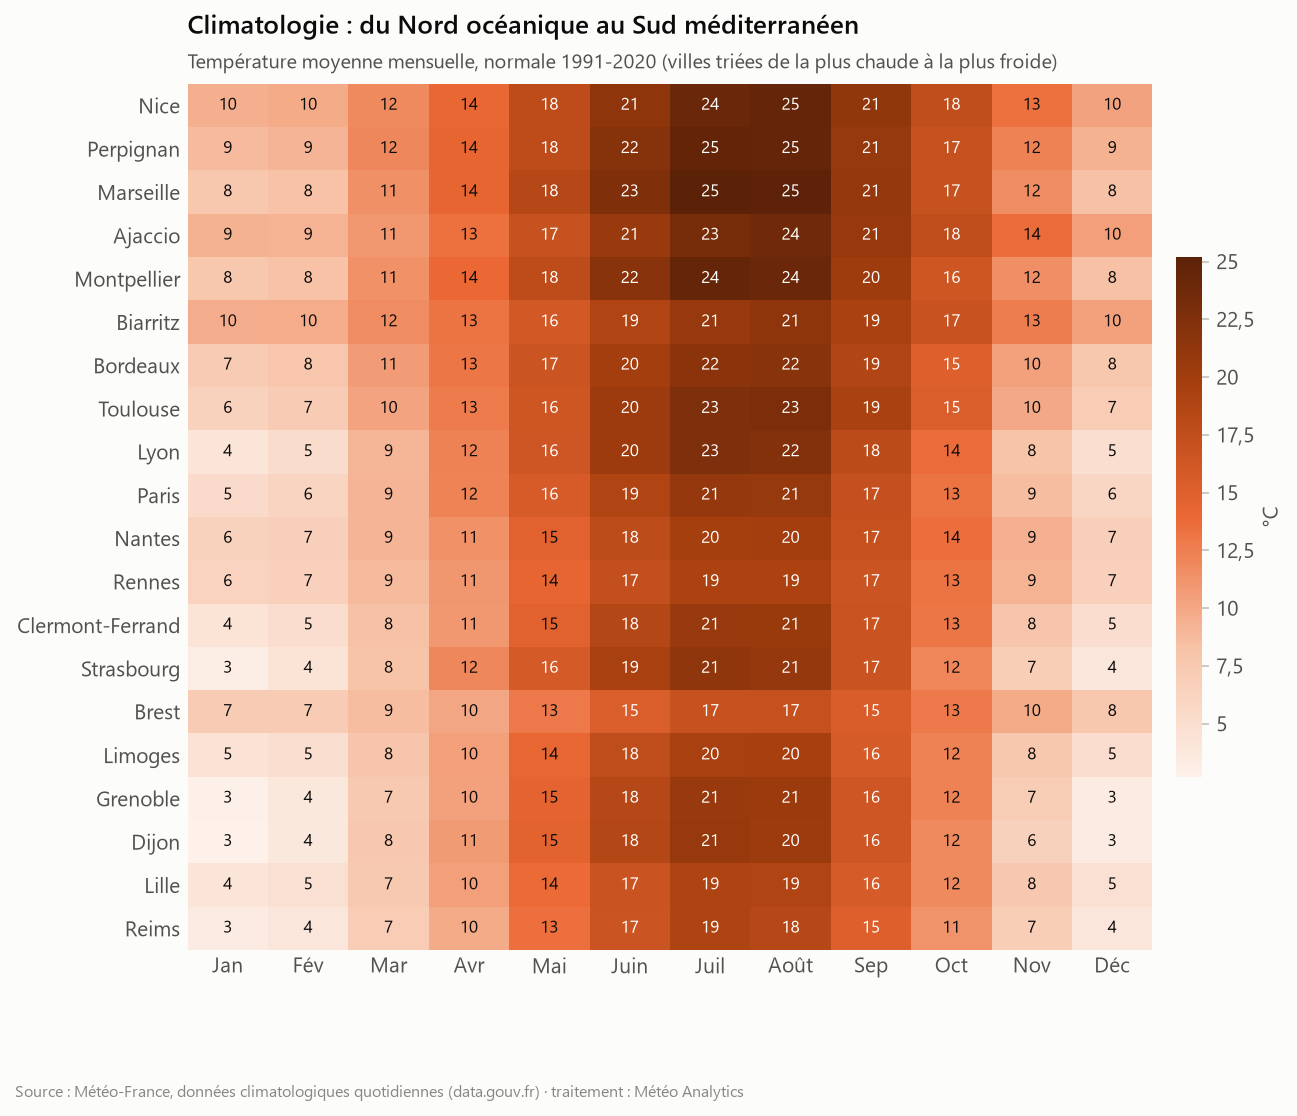 Climatologie : du Nord océanique au Sud méditerranéen
Température moyenne mensuelle, normale 1991-2020 (villes triées de la plus chaude à la plus froide)
Nice 10 10 12 14 18 21 24 25 21 18 13 10
Perpignan 9 9 12 14 18 22 25 25 21 17 12 9
Marseille 8 8 11 14 18 23 25 25 21 17 12 8
Ajaccio 9 9 11 13 17 21 23 24 21 18 14 10
Montpellier 8 8 11 14 18 22 24 24 20 16 12 8
Biarritz 10 10 12 13 16 19 21 21 19 17 13 10
Bordeaux 7 8 11 13 17 20 22 22 19 15 10 8
Toulouse 6 7 10 13 16 20 23 23 19 15 10 7
Lyon 4 5 9 12 16 20 23 22 18 14 8 5
Paris 5 6 9 12 16 19 21 21 17 13 9 6
Nantes 6 7 9 11 15 18 20 20 17 14 9 7
Rennes 6 7 9 11 14 17 19 19 17 13 9 7
Clermont-Ferrand 4 5 8 11 15 18 21 21 17 13 8 5
Strasbourg 3 4 8 12 16 19 21 21 17 12 7 4
Brest 7 7 9 10 13 15 17 17 15 13 10 8
Limoges 5 5 8 10 14 18 20 20 16 12 8 5
Grenoble 3 4 7 10 15 18 21 21 16 12 7 3
Dijon 3 4 8 11 15 18 21 20 16 12 6 3
Lille 4 5 7 10 14 17 19 19 16 12 8 5
Reims 3 4 7 10 13 17 19 18 15 11 7 4
Jan Fév Mar Avr Mai Juin Juil Août Sep Oct Nov Déc
25
22,5
20
17,5
15
12,5
10
7,5
5
°C
Source : Météo-France, données climatologiques quotidiennes (data.gouv.fr) · traitement : Météo Analytics